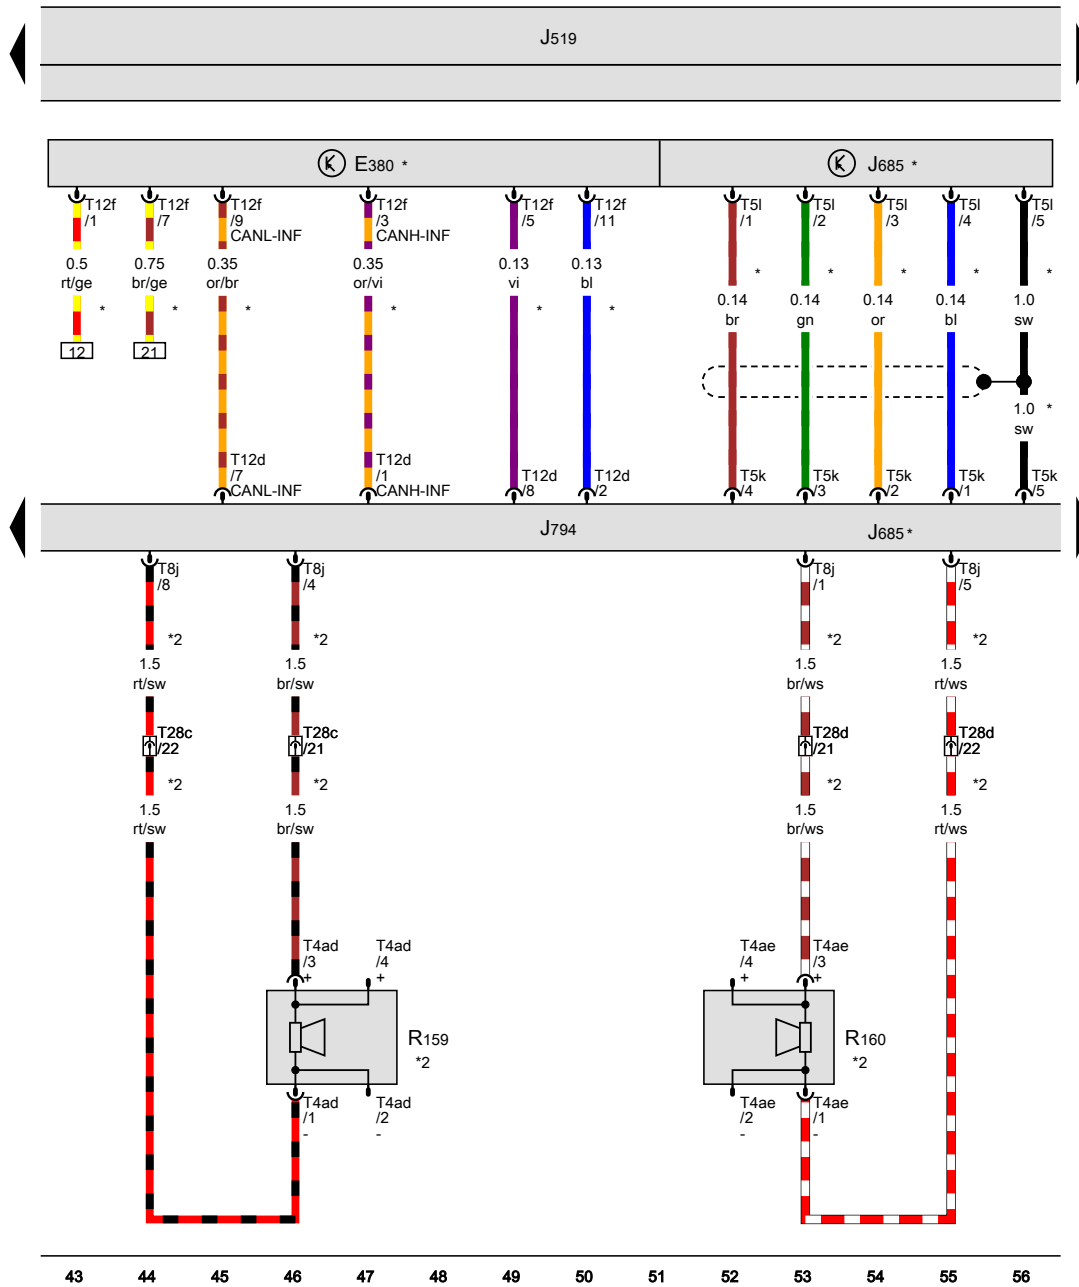 J519
E380 *
J685 *
T12f
/1
T12f
/7
T12f
/9
CANL-INF
T12f
/3
CANH-INF
T12f
/5
T12f
/11
T5l
/1
T5l
/2
T5l
/3
T5l
/4
T5l
/5
0.5
rt/ge
0.75
br/ge
0.35
or/br
0.35
or/vi
0.13
vi
0.13
bl
* * * * *
0.14
br
0.14
gn
0.14
or
0.14
bl
1.0
sw
* * * * * *
12
21
1.0 *
sw
T12d
/7
CANL-INF
T12d
/1
CANH-INF
T12d
/8
T12d
/2
T5k
/4
T5k
/3
T5k
/2
T5k
/1
T5k
/5
J794
J685 *
T8j
/8
T8j
/4
T8j
/1
T8j
/5
*2 *2 *2 *2
1.5
rt/sw
1.5
br/sw
1.5
br/ws
1.5
rt/ws
T28c
/22
T28c
/21
T28d
/21
T28d
/22
*2 *2 *2 *2
1.5
rt/sw
1.5
br/sw
1.5
br/ws
1.5
rt/ws
T4ad
/3
+
T4ad
/4
+
T4ae
/4
+
T4ae
/3
+
R159
*2
R160
*2
T4ad
/1
-
T4ad
/2
-
T4ae
/2
-
T4ae
/1
-
43 44 45 46 47 48 49 50 51 52 53 54 55 56